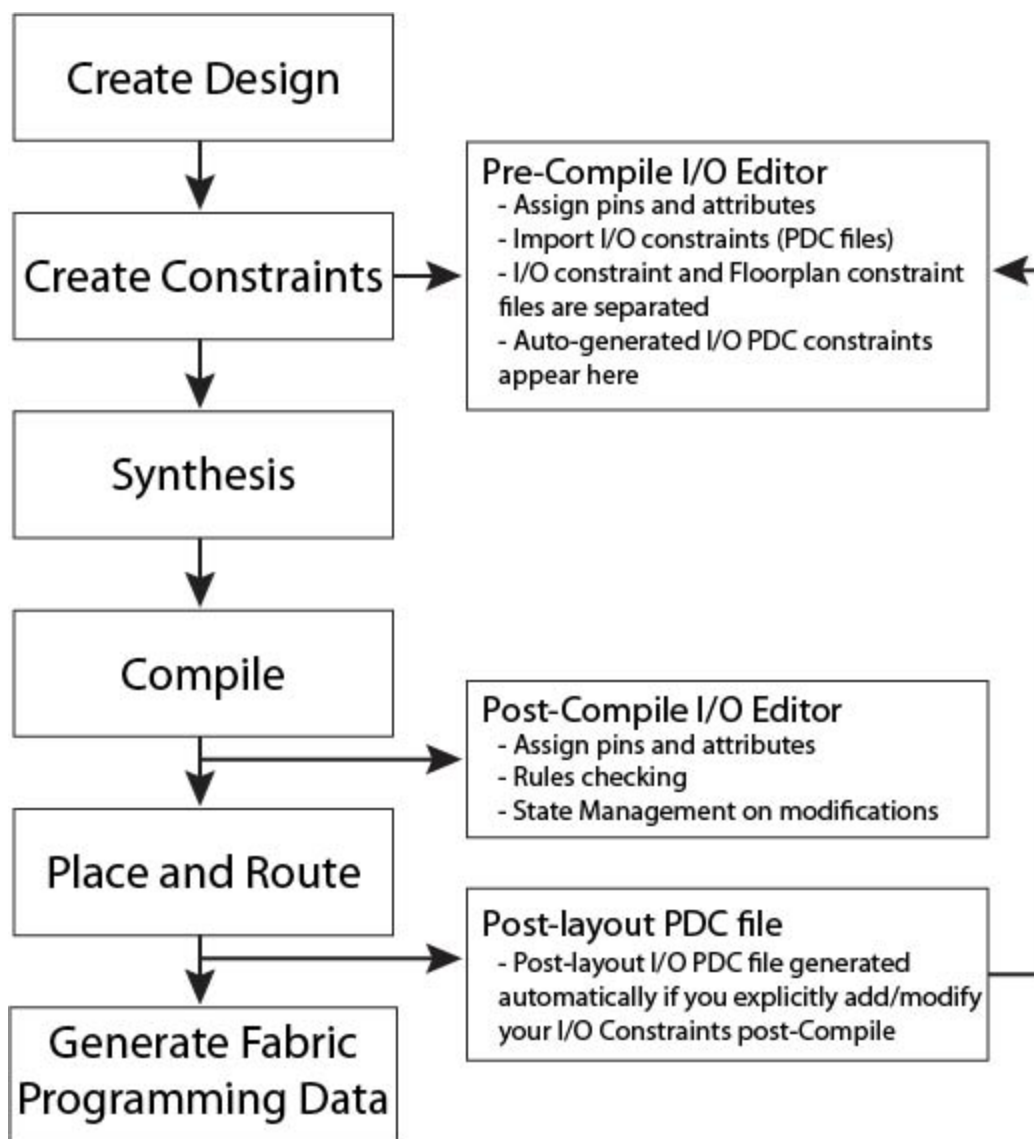 Create Design
Create Constraints
Pre-Compile I/O Editor
- Assign pins and attributes
- Import I/O constraints (PDC files)
- I/O constraint and Floorplan constraint
files are separated
- Auto-generated I/O PDC constraints
appear here
Synthesis
Compile
Post-Compile I/O Editor
- Assign pins and attributes
- Rules checking
- State Management on modifications
Place and Route
Post-layout PDC file
- Post-layout I/O PDC file generated
automatically if you explicitly add/modify
your I/O Constraints post-Compile
Generate Fabric
Programming Data